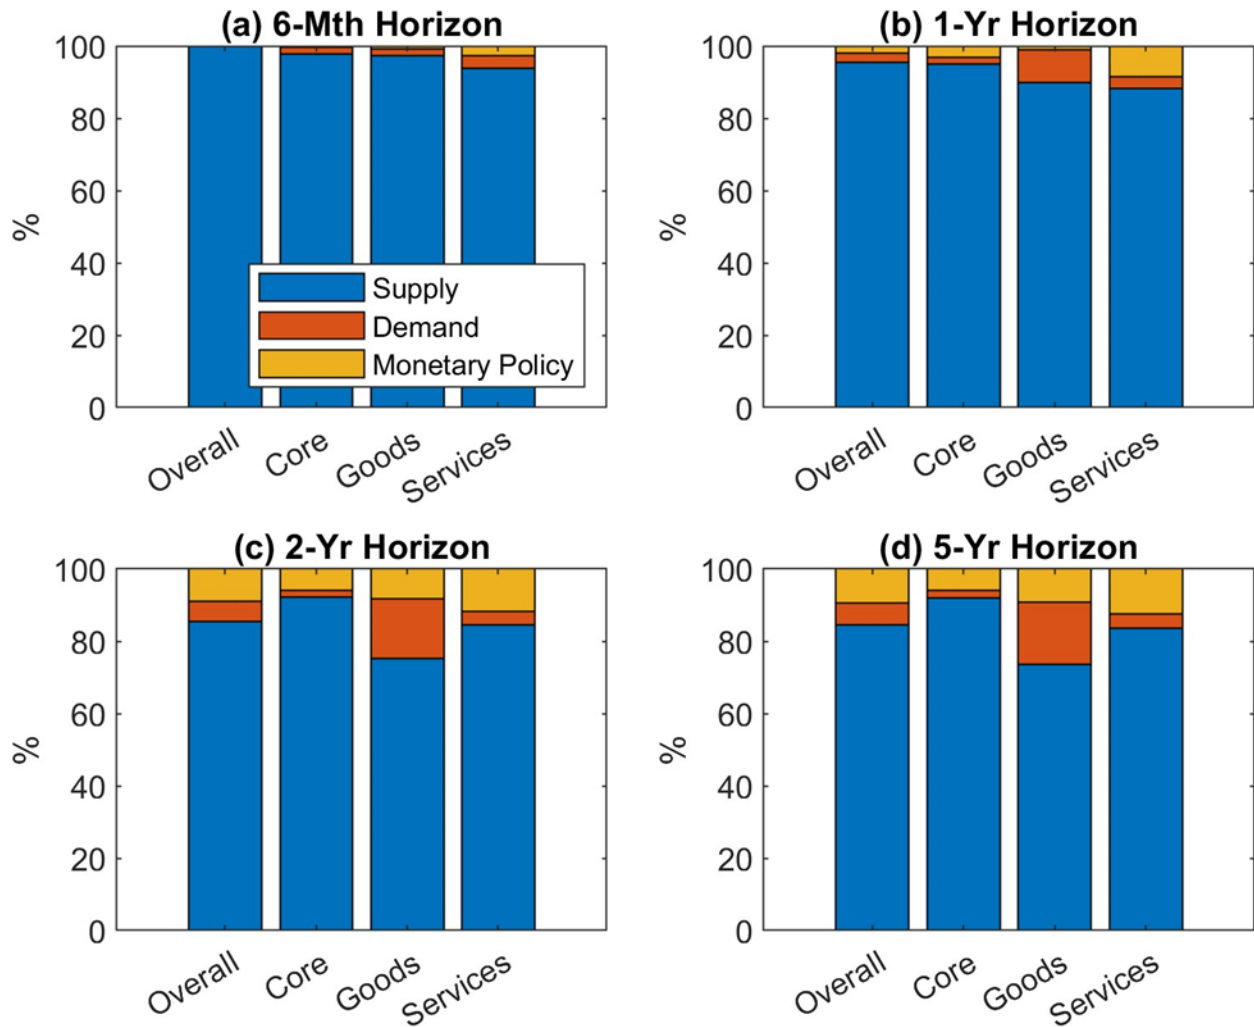 (a) 6-Mth Horizon
100
80
60
40
20
0
%
Supply
Demand
Monetary Policy
Overall
Core
Goods
Services
(b) 1-Yr Horizon
100
80
60
40
20
0
%
Overall
Core
Goods
Services
(c) 2-Yr Horizon
100
80
60
40
20
0
%
Overall
Core
Goods
Services
(d) 5-Yr Horizon
100
80
60
40
20
0
%
Overall
Core
Goods
Services